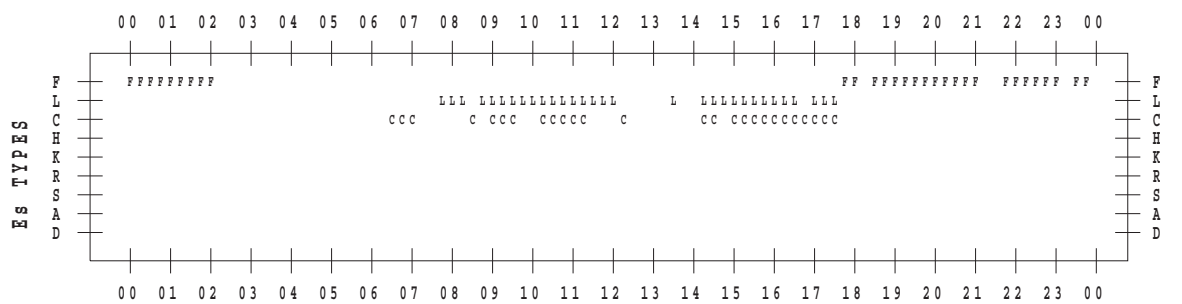 00 01 02 03 04 05 06 07 08 09 10 11 12 13 14 15 16 17 18 19 20 21 22 23 00
Es TYPES
F FFFFFFFFF FF FFFFFFFFFFF FFFFFF FF F
L LLL LLLLLLLLLLLLLL L LLLLLLLLLL LLL L
C CCC C CCC CCCCC C CC CCCCCCCCCCC C
H H
K K
R R
S S
A A
D D
00 01 02 03 04 05 06 07 08 09 10 11 12 13 14 15 16 17 18 19 20 21 22 23 00